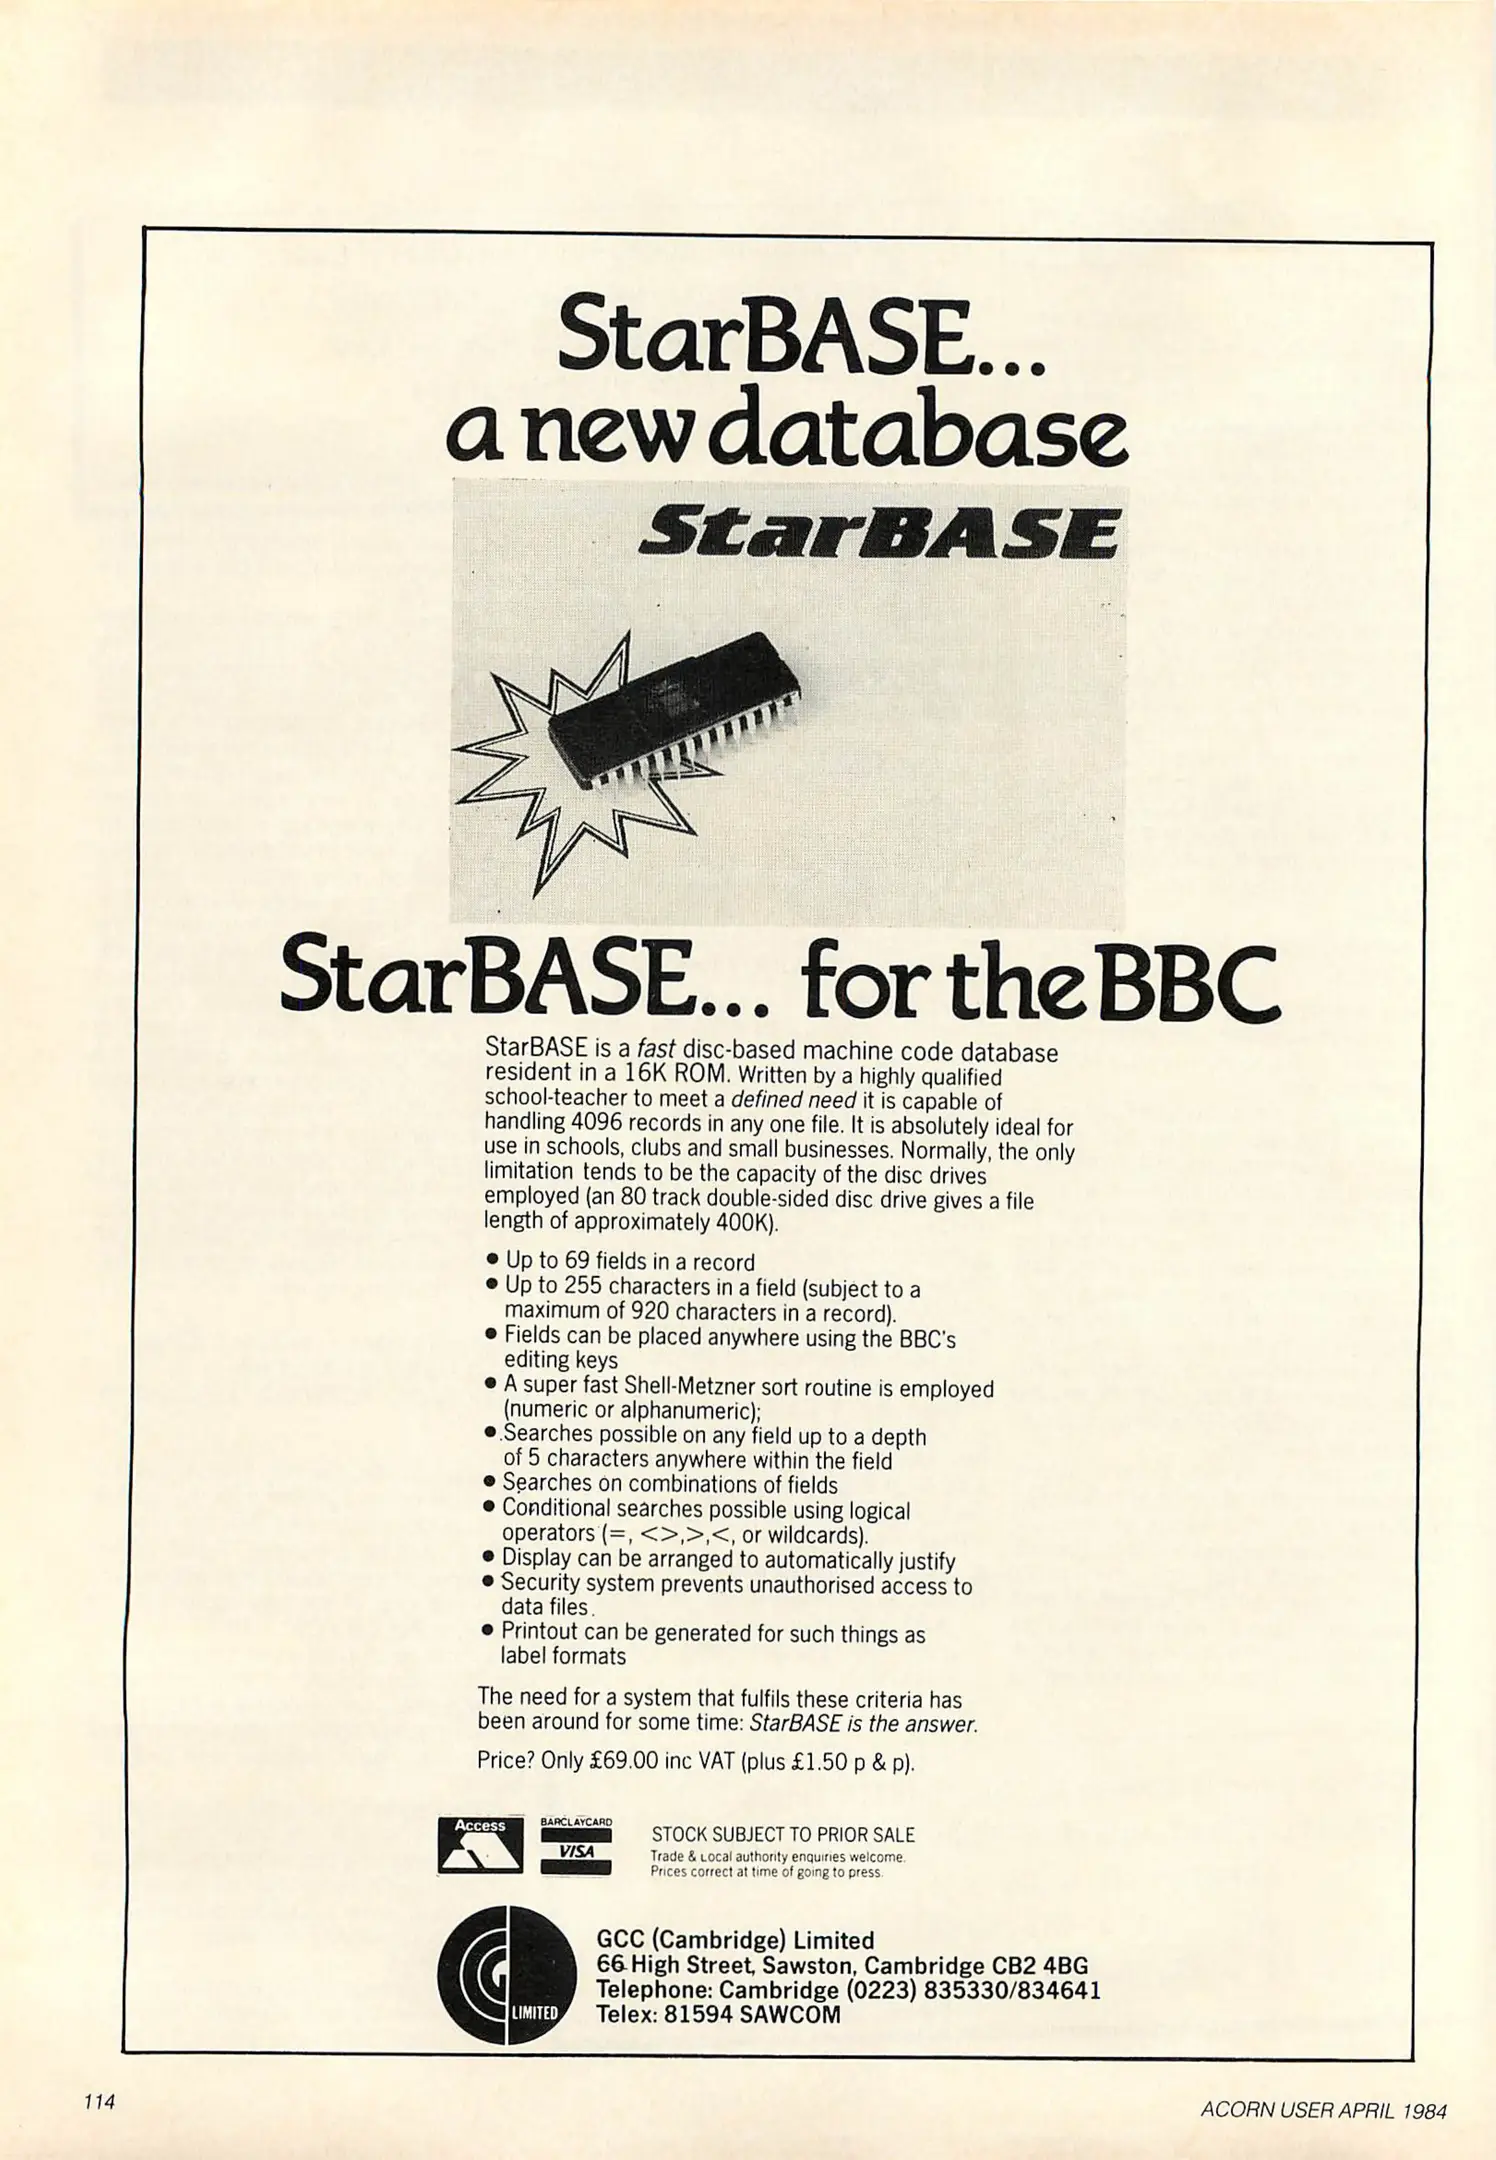 StarBASE...
a new database
StarBASE
StarBASE... for the BBC
StarBASE is a fast disc-based machine code database
resident in a 16K ROM. Written by a highly qualified
school-teacher to meet a defined need it is capable of
handling 4096 records in any one file. It is absolutely ideal for
use in schools, clubs and small businesses. Normally, the only
limitation tends to be the capacity of the disc drives
employed (an 80 track double-sided disc drive gives a file
length of approximately 400K).
• Up to 69 fields in a record
• Up to 255 characters in a field (subject to a
maximum of 920 characters in a record).
• Fields can be placed anywhere using the BBC's
editing keys
• A super fast Shell-Metzner sort routine is employed
(numeric or alphanumeric);
• Searches possible on any field up to a depth
of 5 characters anywhere within the field
• Searches on combinations of fields
• Conditional searches possible using logical
operators (=, <>,>,<, or wildcards).
• Display can be arranged to automatically justify
• Security system prevents unauthorised access to
data files.
• Printout can be generated for such things as
label formats
The need for a system that fulfils these criteria has
been around for some time: StarBASE is the answer.
Price? Only £69.00 inc VAT (plus £1.50 p & p).
Access
BARCLAYCARD
VISA
STOCK SUBJECT TO PRIOR SALE
Trade & Local authority enquiries welcome.
Prices correct at time of going to press.
GCC
LIMITED
GCC (Cambridge) Limited
66 High Street, Sawston, Cambridge CB2 4BG
Telephone: Cambridge (0223) 835330/834641
Telex: 81594 SAWCOM
114
ACORN USER APRIL 1984